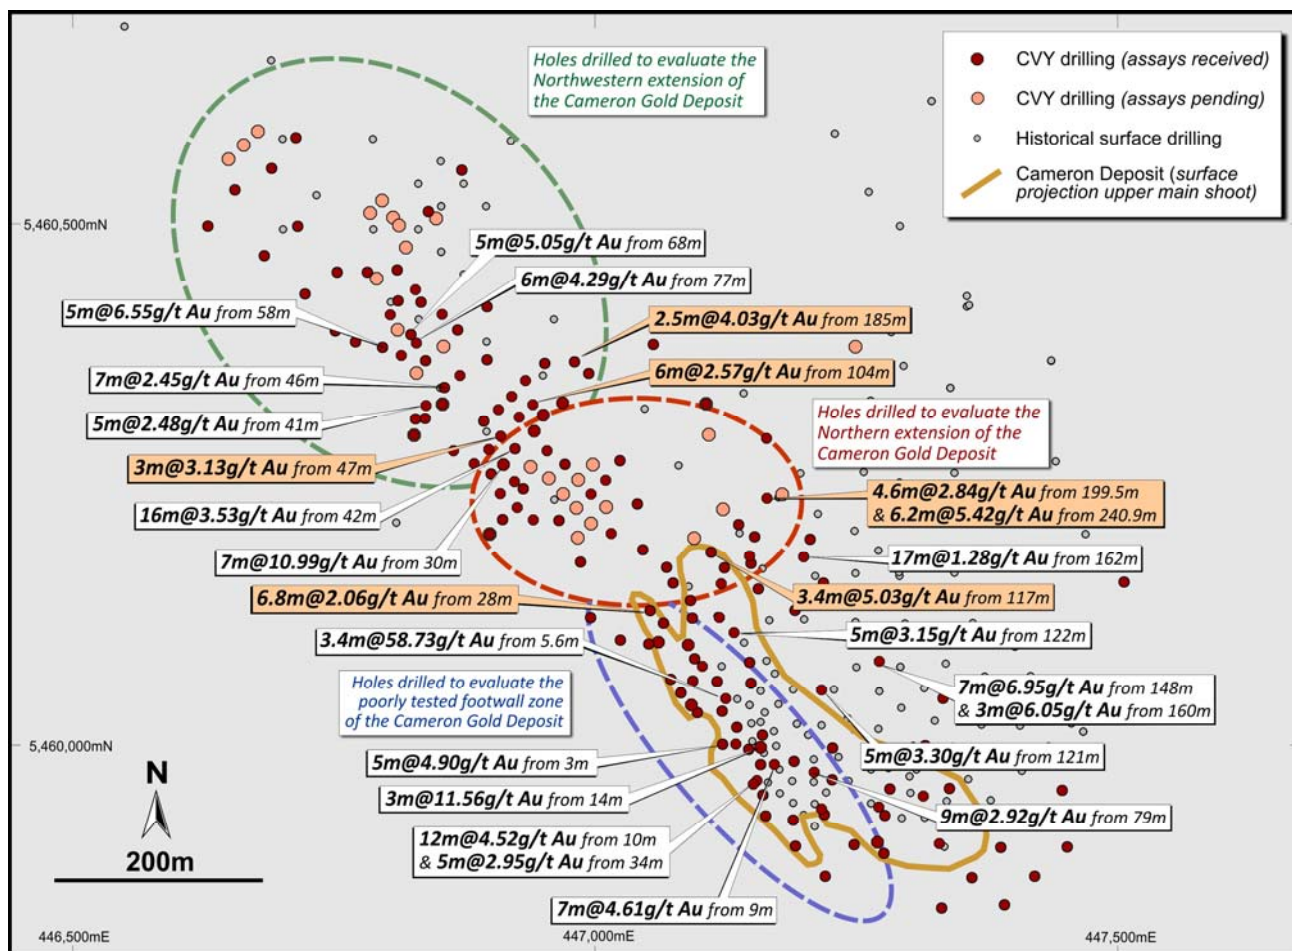 Holes drilled to evaluate the
Northwestern extension of
the Cameron Gold Deposit
CVY drilling (assays received)
CVY drilling (assays pending)
Historical surface drilling
Cameron Deposit (surface
projection upper main shoot)
5,460,500mN
5m@5.05g/t Au from 68m
6m@4.29g/t Au from 77m
5m@6.55g/t Au from 58m
2.5m@4.03g/t Au from 185m
7m@2.45g/t Au from 46m
6m@2.57g/t Au from 104m
5m@2.48g/t Au from 41m
Holes drilled to evaluate the
Northern extension of the
Cameron Gold Deposit
3m@3.13g/t Au from 47m
4.6m@2.84g/t Au from 199.5m
& 6.2m@5.42g/t Au from 240.9m
16m@3.53g/t Au from 42m
7m@10.99g/t Au from 30m
17m@1.28g/t Au from 162m
6.8m@2.06g/t Au from 28m
3.4m@5.03g/t Au from 117m
3.4m@58.73g/t Au from 5.6m
5m@3.15g/t Au from 122m
Holes drilled to evaluate the
poorly tested footwall zone
of the Cameron Gold Deposit
7m@6.95g/t Au from 148m
& 3m@6.05g/t Au from 160m
5,460,000mN
5m@4.90g/t Au from 3m
5m@3.30g/t Au from 121m
3m@11.56g/t Au from 14m
9m@2.92g/t Au from 79m
N
200m
12m@4.52g/t Au from 10m
& 5m@2.95g/t Au from 34m
7m@4.61g/t Au from 9m
446,500mE
447,000mE
447,500mE